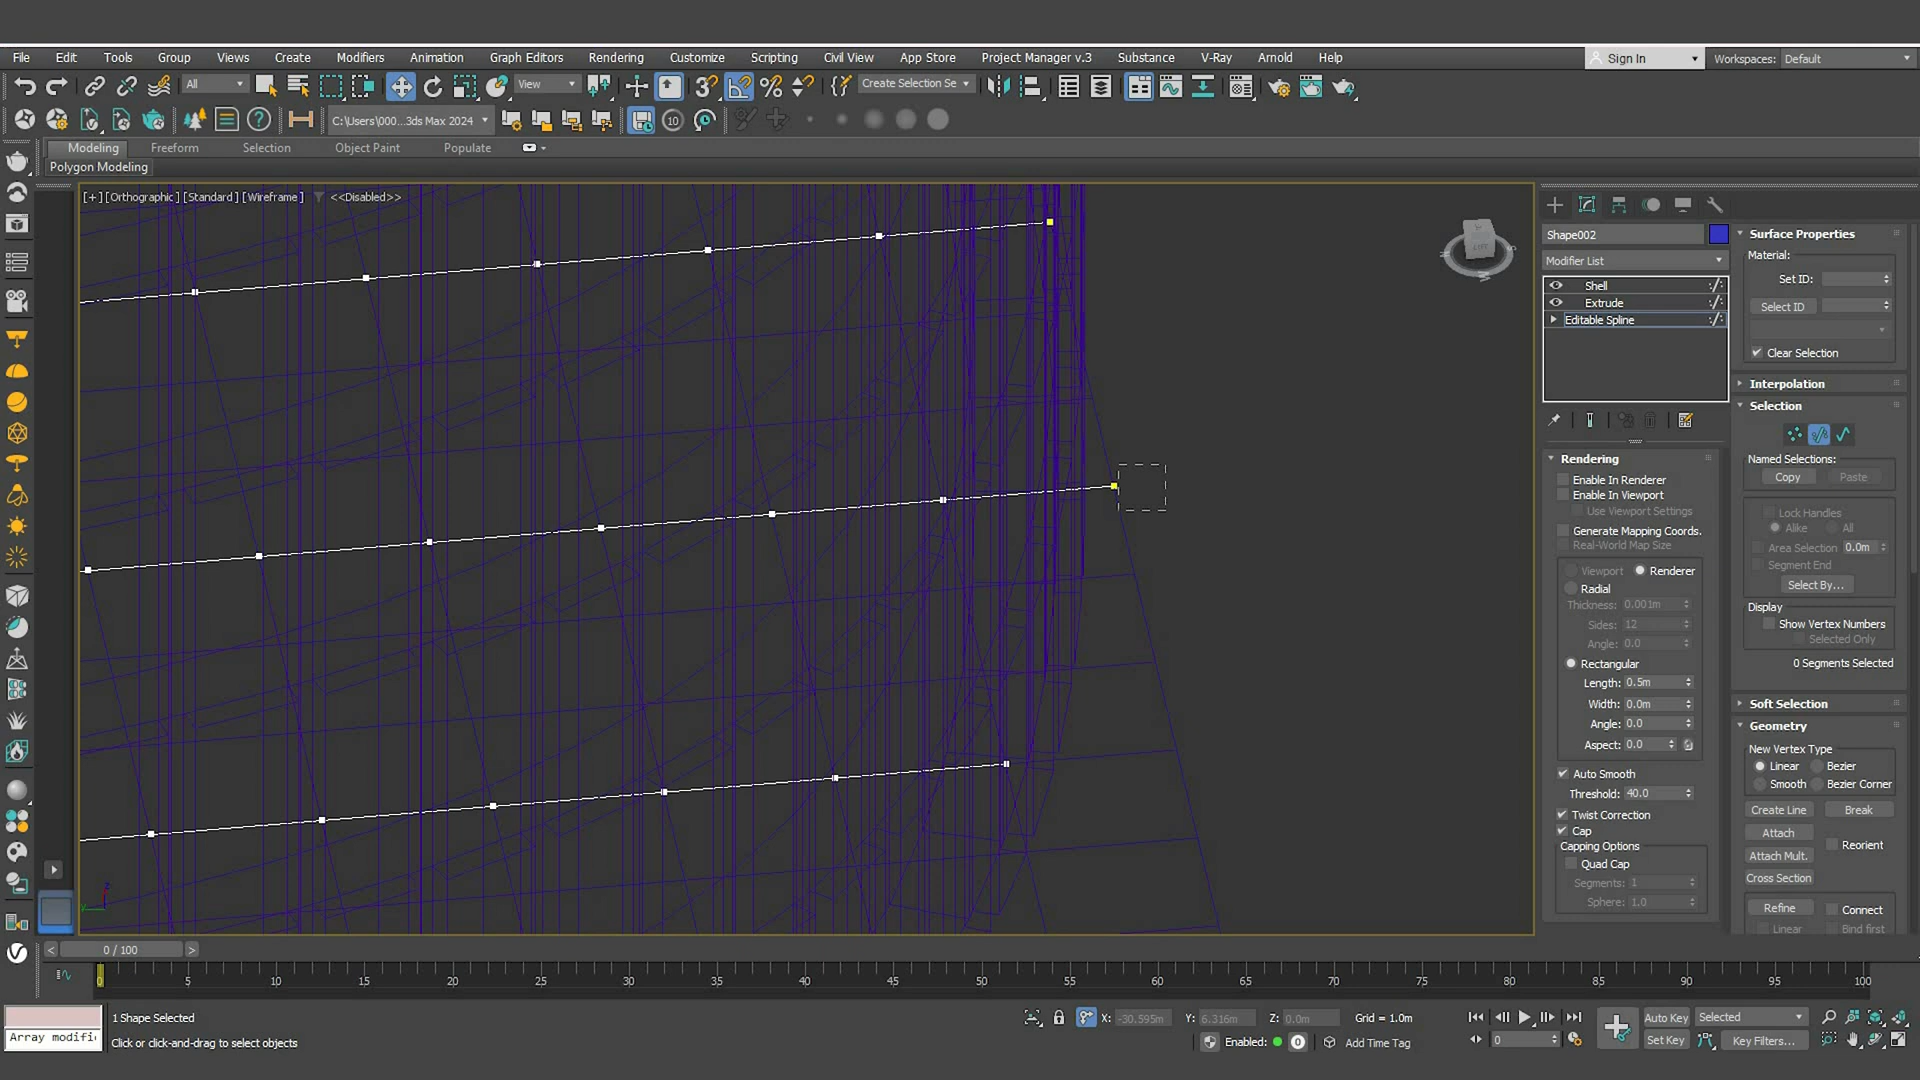 File Edit Tools Group Views Create Modifiers Animation Graph Editors Rendering Customize Scripting Civil View App Store Project Manager v.3 Substance V-Ray Arnold Help Sign In Workspaces: Default
All View Create Selection Se
C:\Users\000...3ds Max 2024 10
Modeling Freeform Selection Object Paint Populate
Polygon Modeling
[+] [Orthographic] [Standard] [Wireframe] <<Disabled>>
Shape002
Modifier List
Shell
Extrude
Editable Spline
Rendering
Enable In Renderer
Enable In Viewport
Use Viewport Settings
Generate Mapping Coords.
Real-World Map Size
Viewport Renderer
Radial
Thickness: 0.001m
Sides: 12
Angle: 0.0
Rectangular
Length: 0.5m
Width: 0.0m
Angle: 0.0
Aspect: 0.0
Auto Smooth
Threshold: 40.0
Twist Correction
Cap
Capping Options
Quad Cap
Segments: 1
Sphere: 1.0
Surface Properties
Material:
Set ID:
Select ID
Clear Selection
Interpolation
Selection
Named Selections:
Copy Paste
Lock Handles
Alike All
Area Selection 0.0m
Segment End
Select By...
Display
Show Vertex Numbers
Selected Only
0 Segments Selected
Soft Selection
Geometry
New Vertex Type
Linear Bezier
Smooth Bezier Corner
Create Line Break
Attach
Reorient
Attach Mult.
Cross Section
Refine Connect
Linear Bind first
z
y
< 0 / 100 >
0 5 10 15 20 25 30 35 40 45 50 55 60 65 70 75 80 85 90 95 100
1 Shape Selected X: -30.595m Y: 6.316m Z: 0.0m Grid = 1.0m Auto Key Selected
Array modifi Click or click-and-drag to select objects Enabled: 0 Add Time Tag 0 Set Key Key Filters...